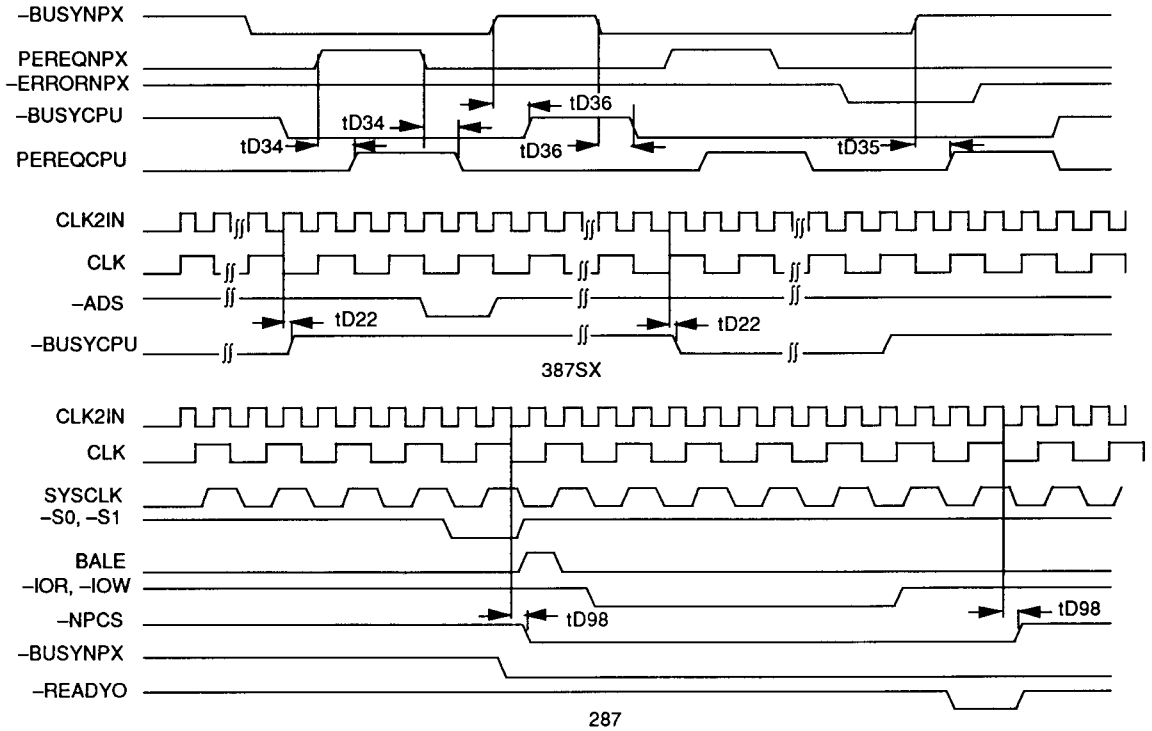 –BUSYNPX
PEREQNPX
–ERRORNPX
–BUSYCPU
tD36
tD34
tD34
tD36
tD35
PEREQCPU
CLK2IN
CLK
–ADS
tD22
tD22
–BUSYCPU
387SX
CLK2IN
CLK
SYSCLK
–S0, –S1
BALE
–IOR, –IOW
–NPCS
tD98
tD98
–BUSYNPX
–READYO
287